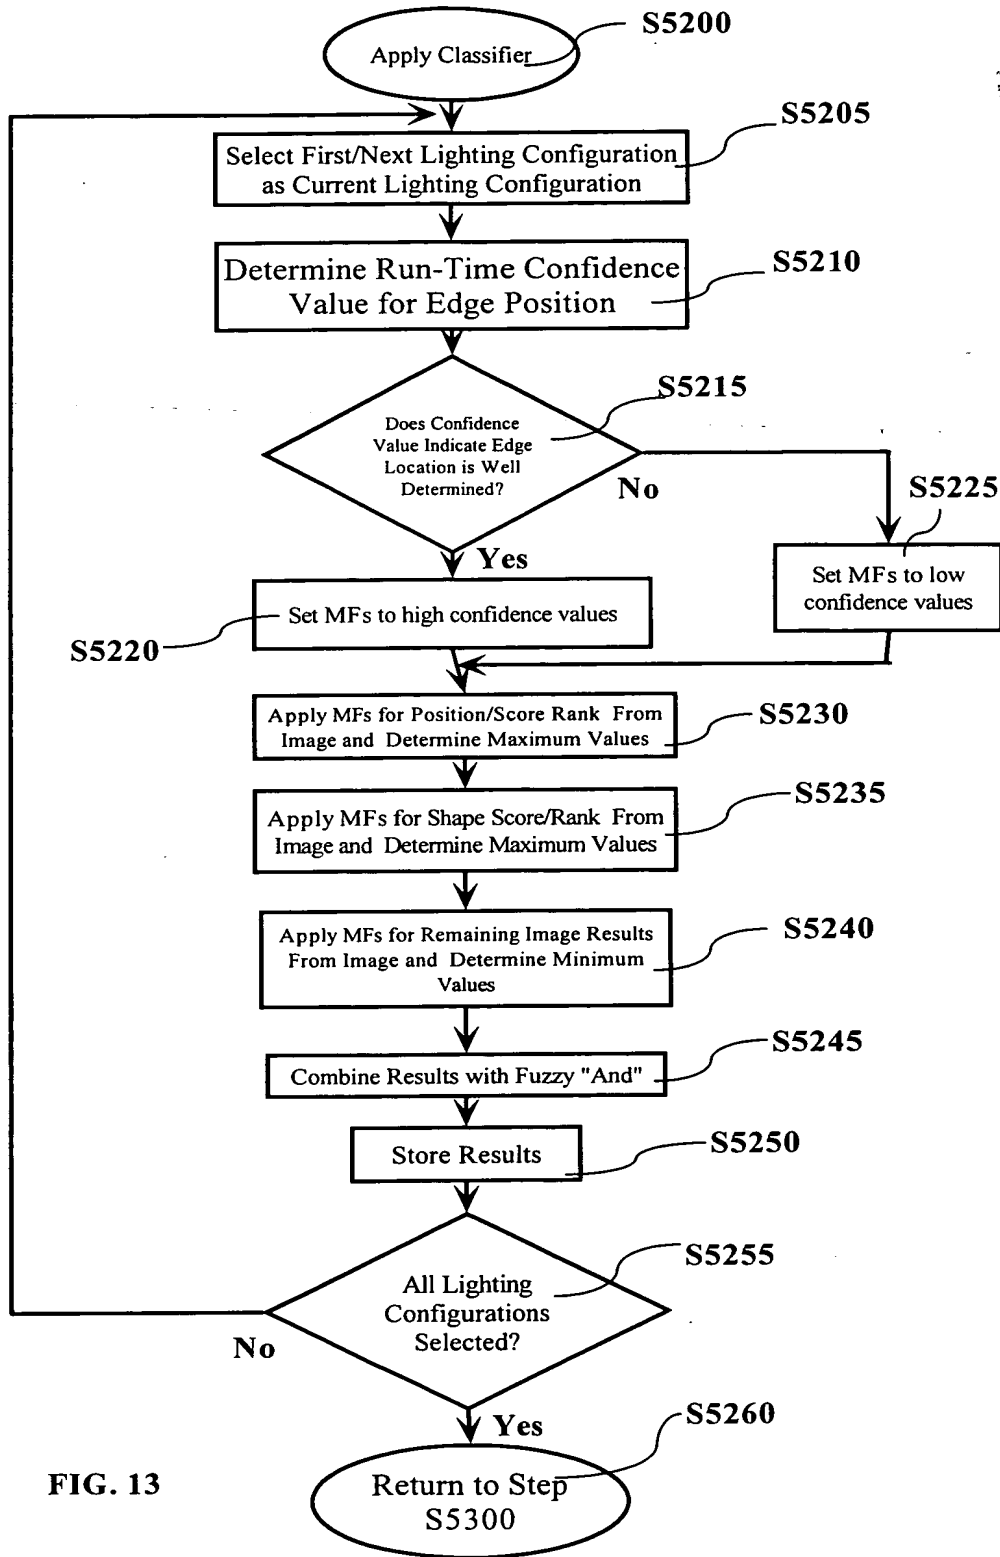 S5200
Apply Classifier
S5205
Select First/Next Lighting Configuration
as Current Lighting Configuration
S5210
Determine Run-Time Confidence
Value for Edge Position
S5215
Does Confidence
Value Indicate Edge
Location is Well
Determined?
No
S5225
Yes
Set MFs to low
confidence values
Set MFs to high confidence values
S5220
Apply MFs for Position/Score Rank From
Image and Determine Maximum Values
S5230
S5235
Apply MFs for Shape Score/Rank From
Image and Determine Maximum Values
S5240
Apply MFs for Remaining Image Results
From Image and Determine Minimum
Values
S5245
Combine Results with Fuzzy "And"
S5250
Store Results
S5255
All Lighting
Configurations
Selected?
No
S5260
Yes
Return to Step
S5300
FIG. 13